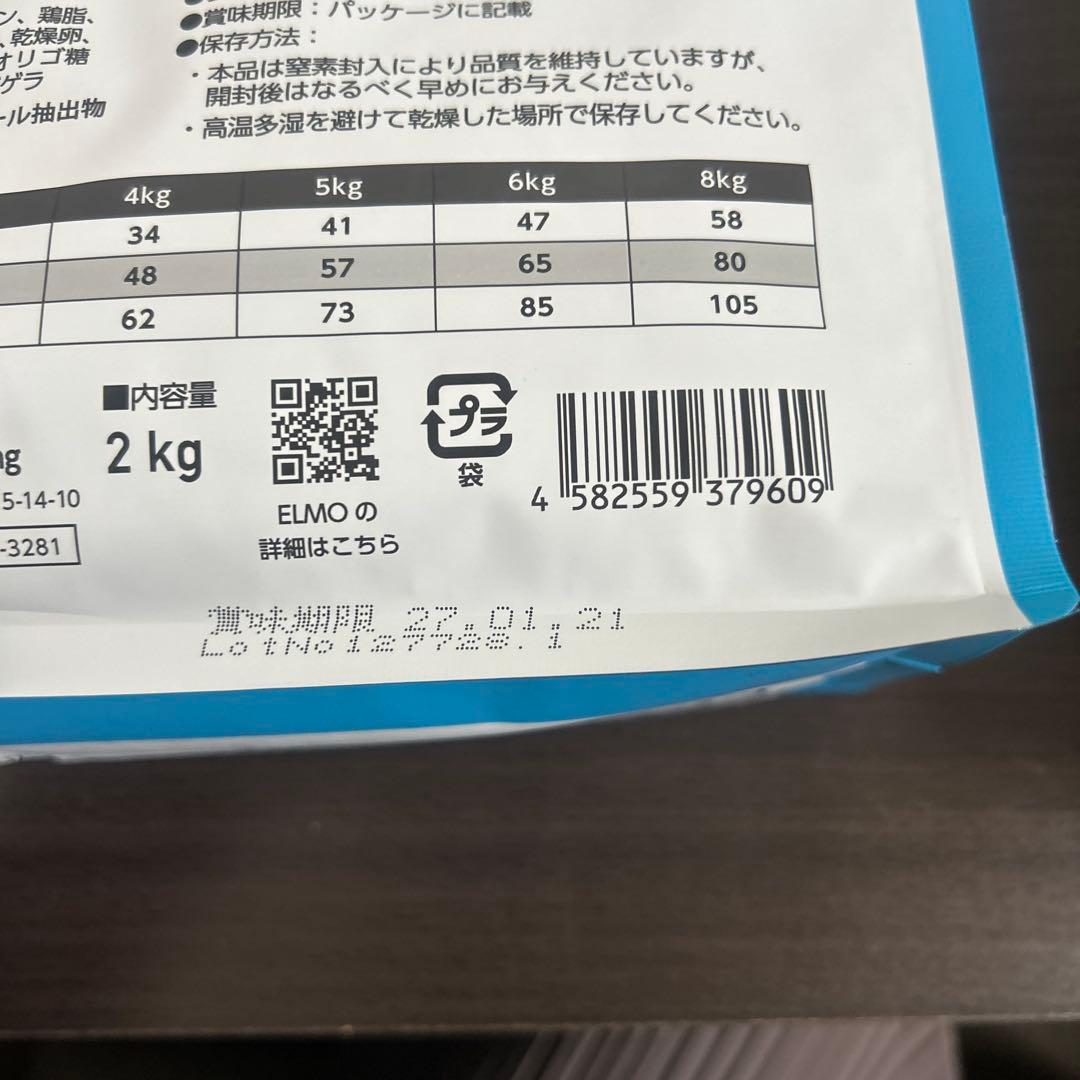 ン、鶏脂、
、乾燥卵、
オリゴ糖
ゲラ
ール抽出物
●賞味期限：パッケージに記載
●保存方法：
・本品は窒素封入により品質を維持していますが、
開封後はなるべく早めにお与えください。
・高温多湿を避けて乾燥した場所で保存してください。
4kg 5kg 6kg 8kg
34 41 47 58
48 57 65 80
62 73 85 105
■内容量
2 kg
ng
5-14-10
-3281
ELMOの
詳細はこちら
プラ
袋
4 582559 379609
賞味期限 27.01.21
LotNo127728.1